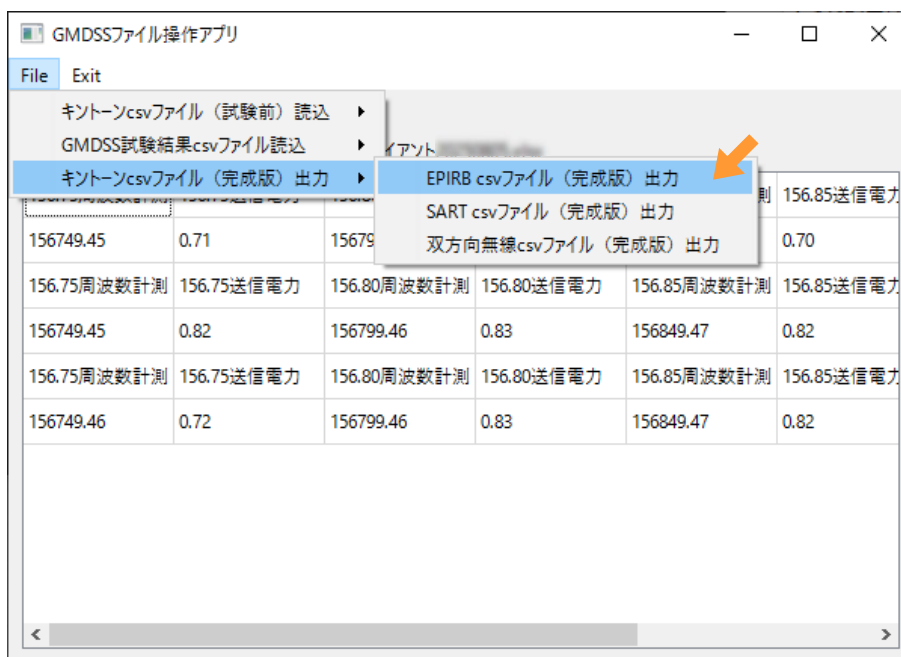 GMDSSファイル操作アプリ
File Exit
キントーンcsvファイル（試験前）読込
GMDSS試験結果csvファイル読込
イアント
キントーンcsvファイル（完成版）出力
EPIRB csvファイル（完成版）出力
SART csvファイル（完成版）出力
双方向無線csvファイル（完成版）出力
156.85送信電力
156749.45 0.71 15679 0.70
156.75周波数計測 156.75送信電力 156.80周波数計測 156.80送信電力 156.85周波数計測 156.85送信電力
156749.45 0.82 156799.46 0.83 156849.47 0.82
156.75周波数計測 156.75送信電力 156.80周波数計測 156.80送信電力 156.85周波数計測 156.85送信電力
156749.46 0.72 156799.46 0.83 156849.47 0.82